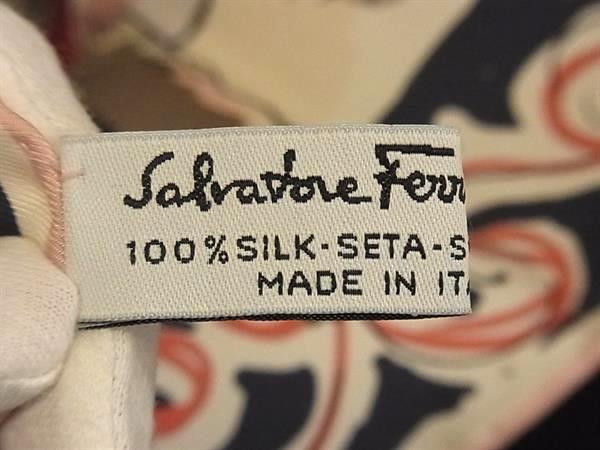 Salvatore Ferr
100% SILK-SETA-S
MADE IN ITA